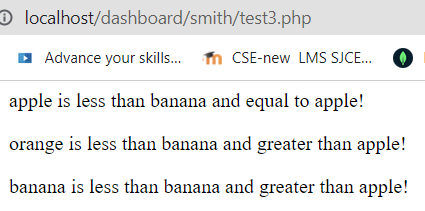 localhost/dashboard/smith/test3.php
Advance your skills... CSE-new LMS SJCE...
apple is less than banana and equal to apple!
orange is less than banana and greater than apple!
banana is less than banana and greater than apple!